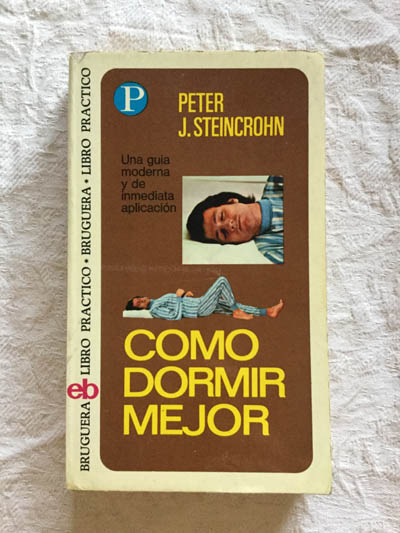 P
PETER
J. STEINCROHN
Una guia
moderna
y de
inmediata
aplicación
COMO
DORMIR
MEJOR
BRUGUERA • LIBRO PRACTICO • BRUGUERA • LIBRO PRACTICO
eb